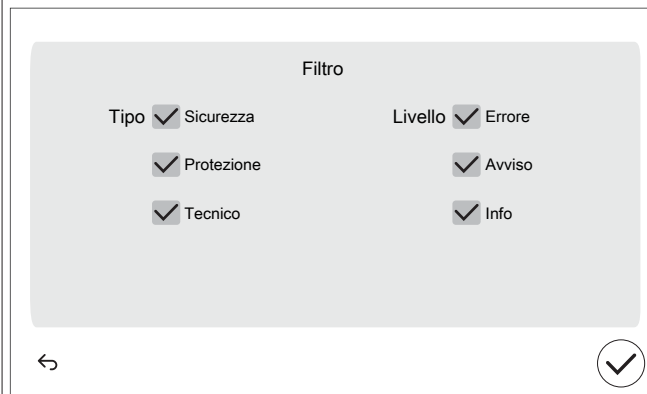 Filtro
Tipo Sicurezza Livello Errore
Protezione Avviso
Tecnico Info